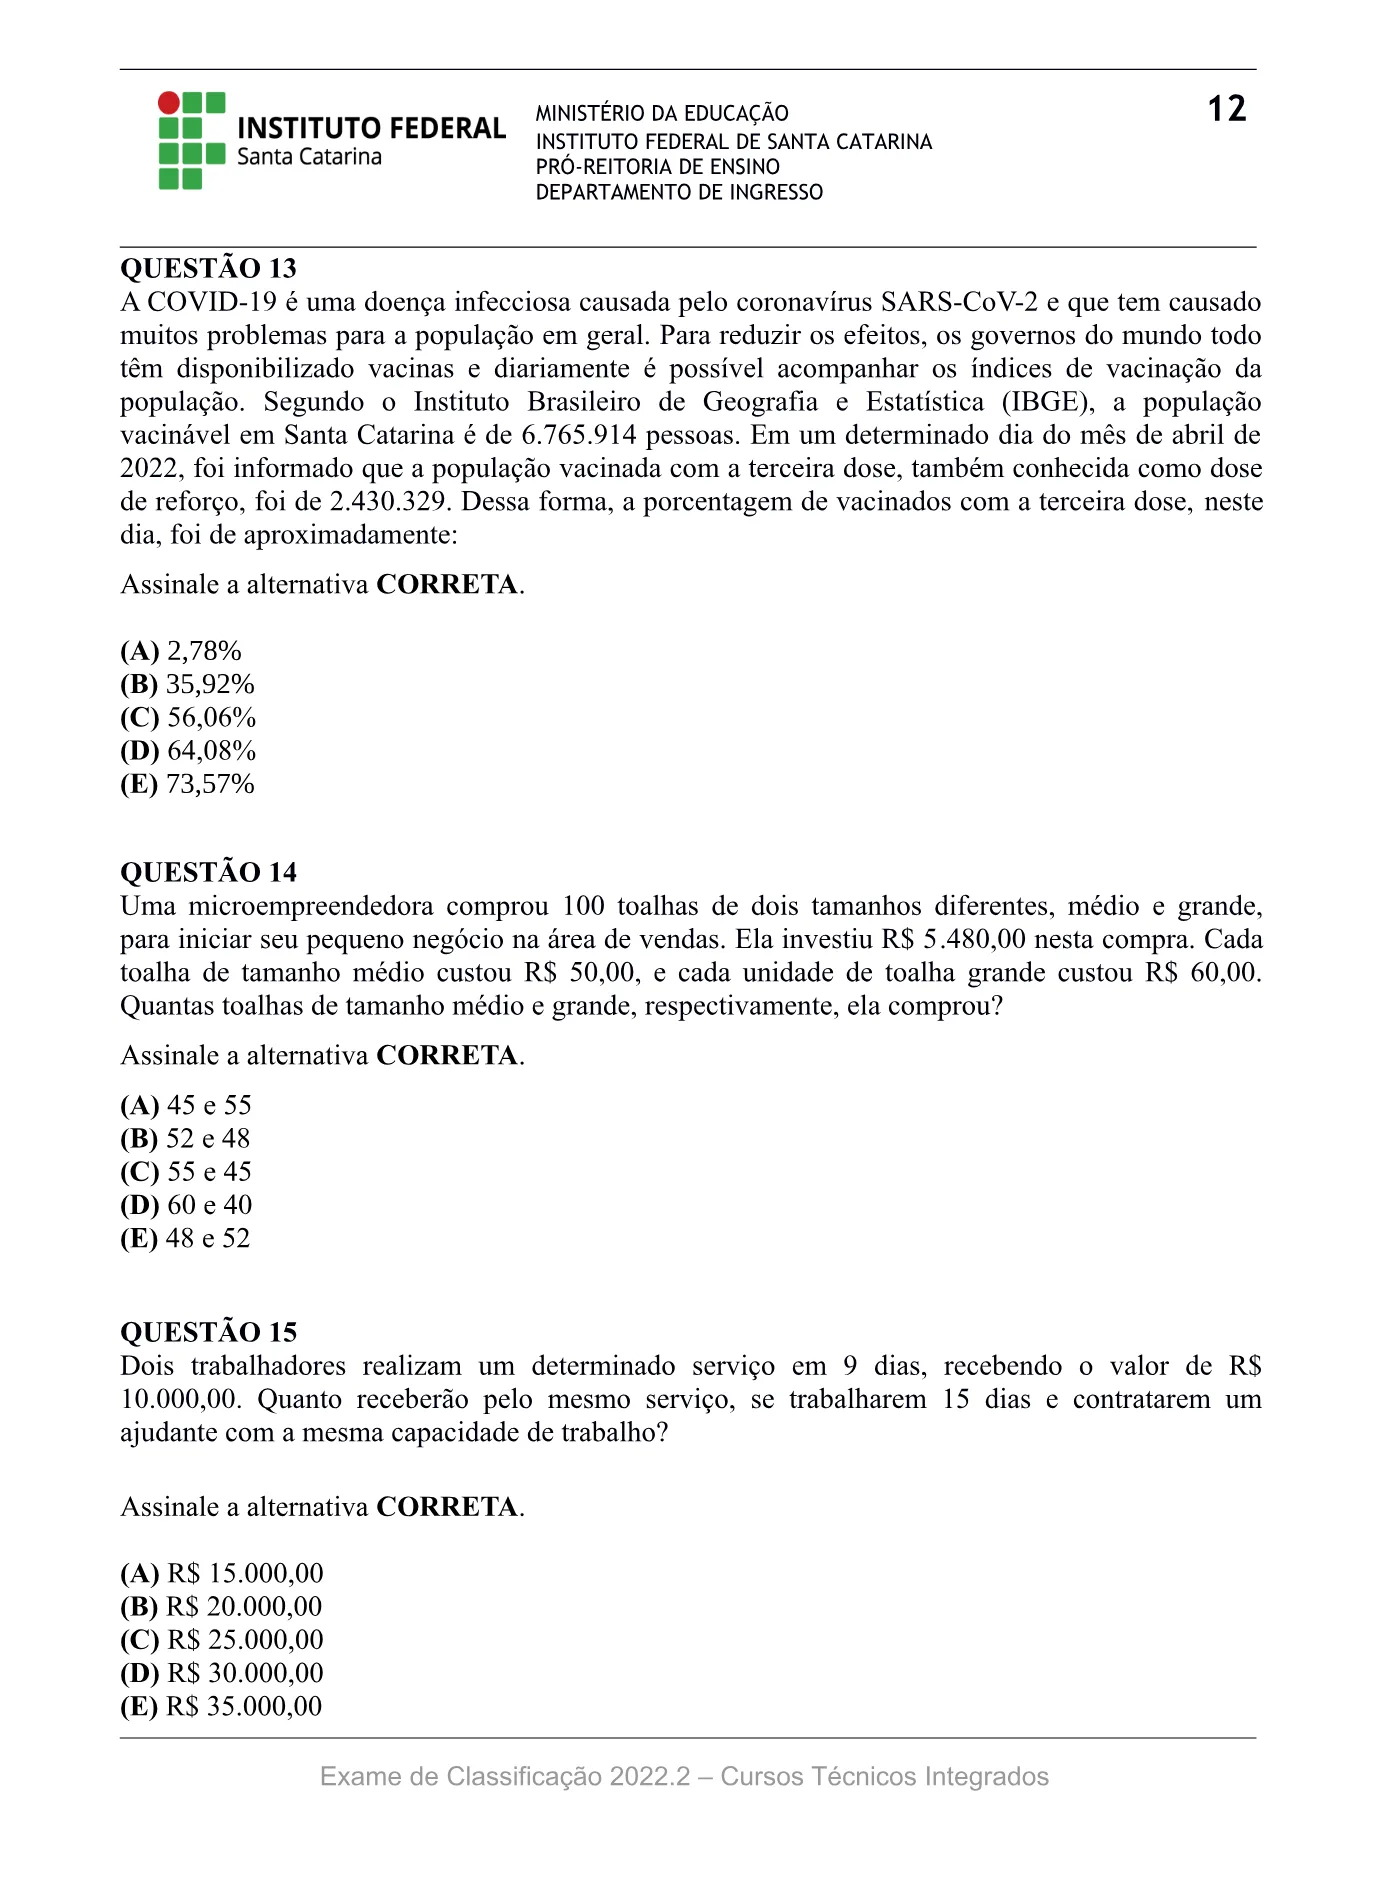 INSTITUTO FEDERAL
Santa Catarina
MINISTÉRIO DA EDUCAÇÃO
INSTITUTO FEDERAL DE SANTA CATARINA
PRÓ-REITORIA DE ENSINO
DEPARTAMENTO DE INGRESSO
12
QUESTÃO 13
A COVID-19 é uma doença infecciosa causada pelo coronavírus SARS-CoV-2 e que tem causado
muitos problemas para a população em geral. Para reduzir os efeitos, os governos do mundo todo
têm disponibilizado vacinas e diariamente é possível acompanhar os índices de vacinação da
população. Segundo o Instituto Brasileiro de Geografia e Estatística (IBGE), a população
vacinável em Santa Catarina é de 6.765.914 pessoas. Em um determinado dia do mês de abril de
2022, foi informado que a população vacinada com a terceira dose, também conhecida como dose
de reforço, foi de 2.430.329. Dessa forma, a porcentagem de vacinados com a terceira dose, neste
dia, foi de aproximadamente:
Assinale a alternativa CORRETA.
(A) 2,78%
(B) 35,92%
(C) 56,06%
(D) 64,08%
(E) 73,57%
QUESTÃO 14
Uma microempreendedora comprou 100 toalhas de dois tamanhos diferentes, médio e grande,
para iniciar seu pequeno negócio na área de vendas. Ela investiu R$ 5.480,00 nesta compra. Cada
toalha de tamanho médio custou R$ 50,00, e cada unidade de toalha grande custou R$ 60,00.
Quantas toalhas de tamanho médio e grande, respectivamente, ela comprou?
Assinale a alternativa CORRETA.
(A) 45 e 55
(B) 52 e 48
(C) 55 e 45
(D) 60 e 40
(E) 48 e 52
QUESTÃO 15
Dois trabalhadores realizam um determinado serviço em 9 dias, recebendo o valor de R$
10.000,00. Quanto receberão pelo mesmo serviço, se trabalharem 15 dias e contratarem um
ajudante com a mesma capacidade de trabalho?
Assinale a alternativa CORRETA.
(A) R$ 15.000,00
(B) R$ 20.000,00
(C) R$ 25.000,00
(D) R$ 30.000,00
(E) R$ 35.000,00
Exame de Classificação 2022.2 – Cursos Técnicos Integrados